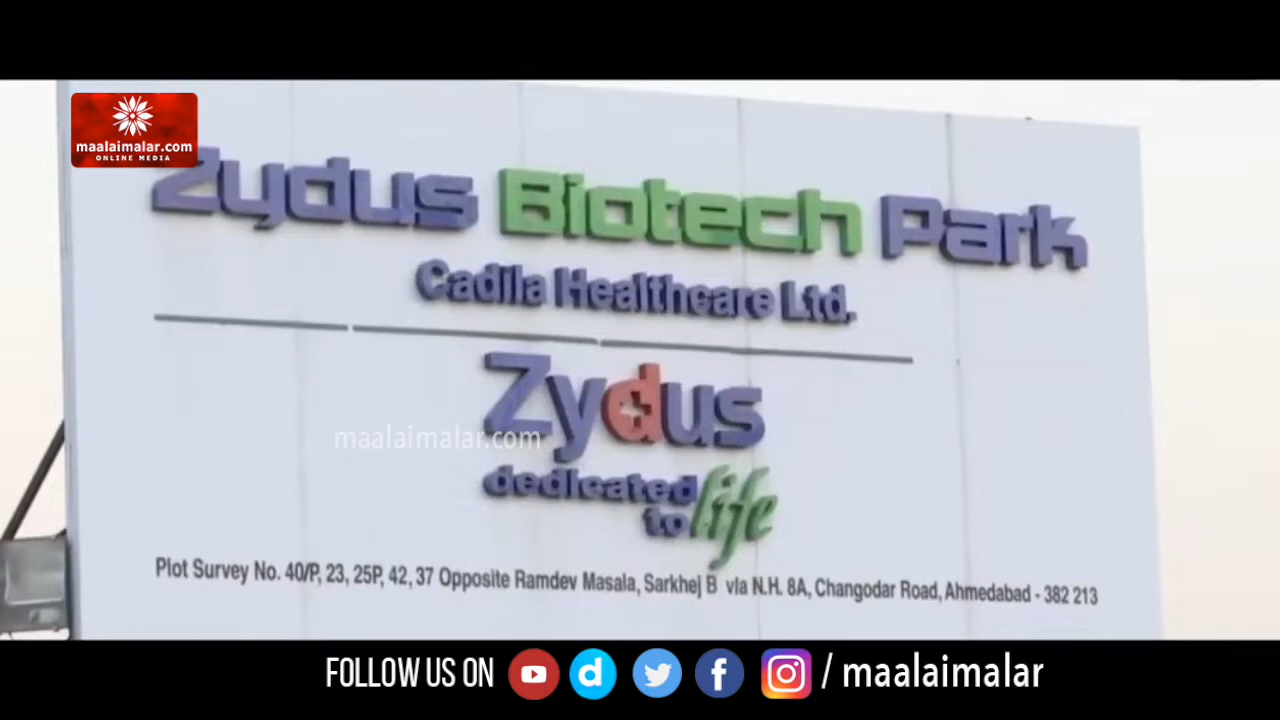 maalaimalar.com
ONLINE MEDIA
Zydus Biotech Park
Cadila Healthcare Ltd.
Zydus
maalaimalar.com
dedicated
to life
Plot Survey No. 40/P, 23, 25P, 42, 37 Opposite Ramdev Masala, Sarkhej B vla N.H. 8A, Changodar Road, Ahmedabad - 382 213
FOLLOW US ON / maalaimalar